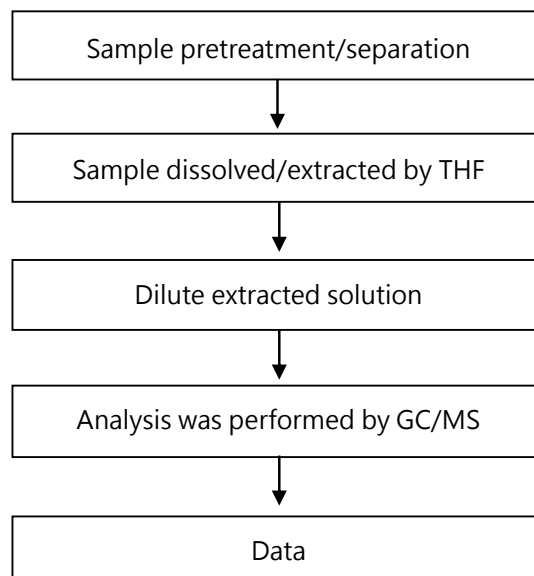 Sample pretreatment/separation
Sample dissolved/extracted by THF
Dilute extracted solution
Analysis was performed by GC/MS
Data